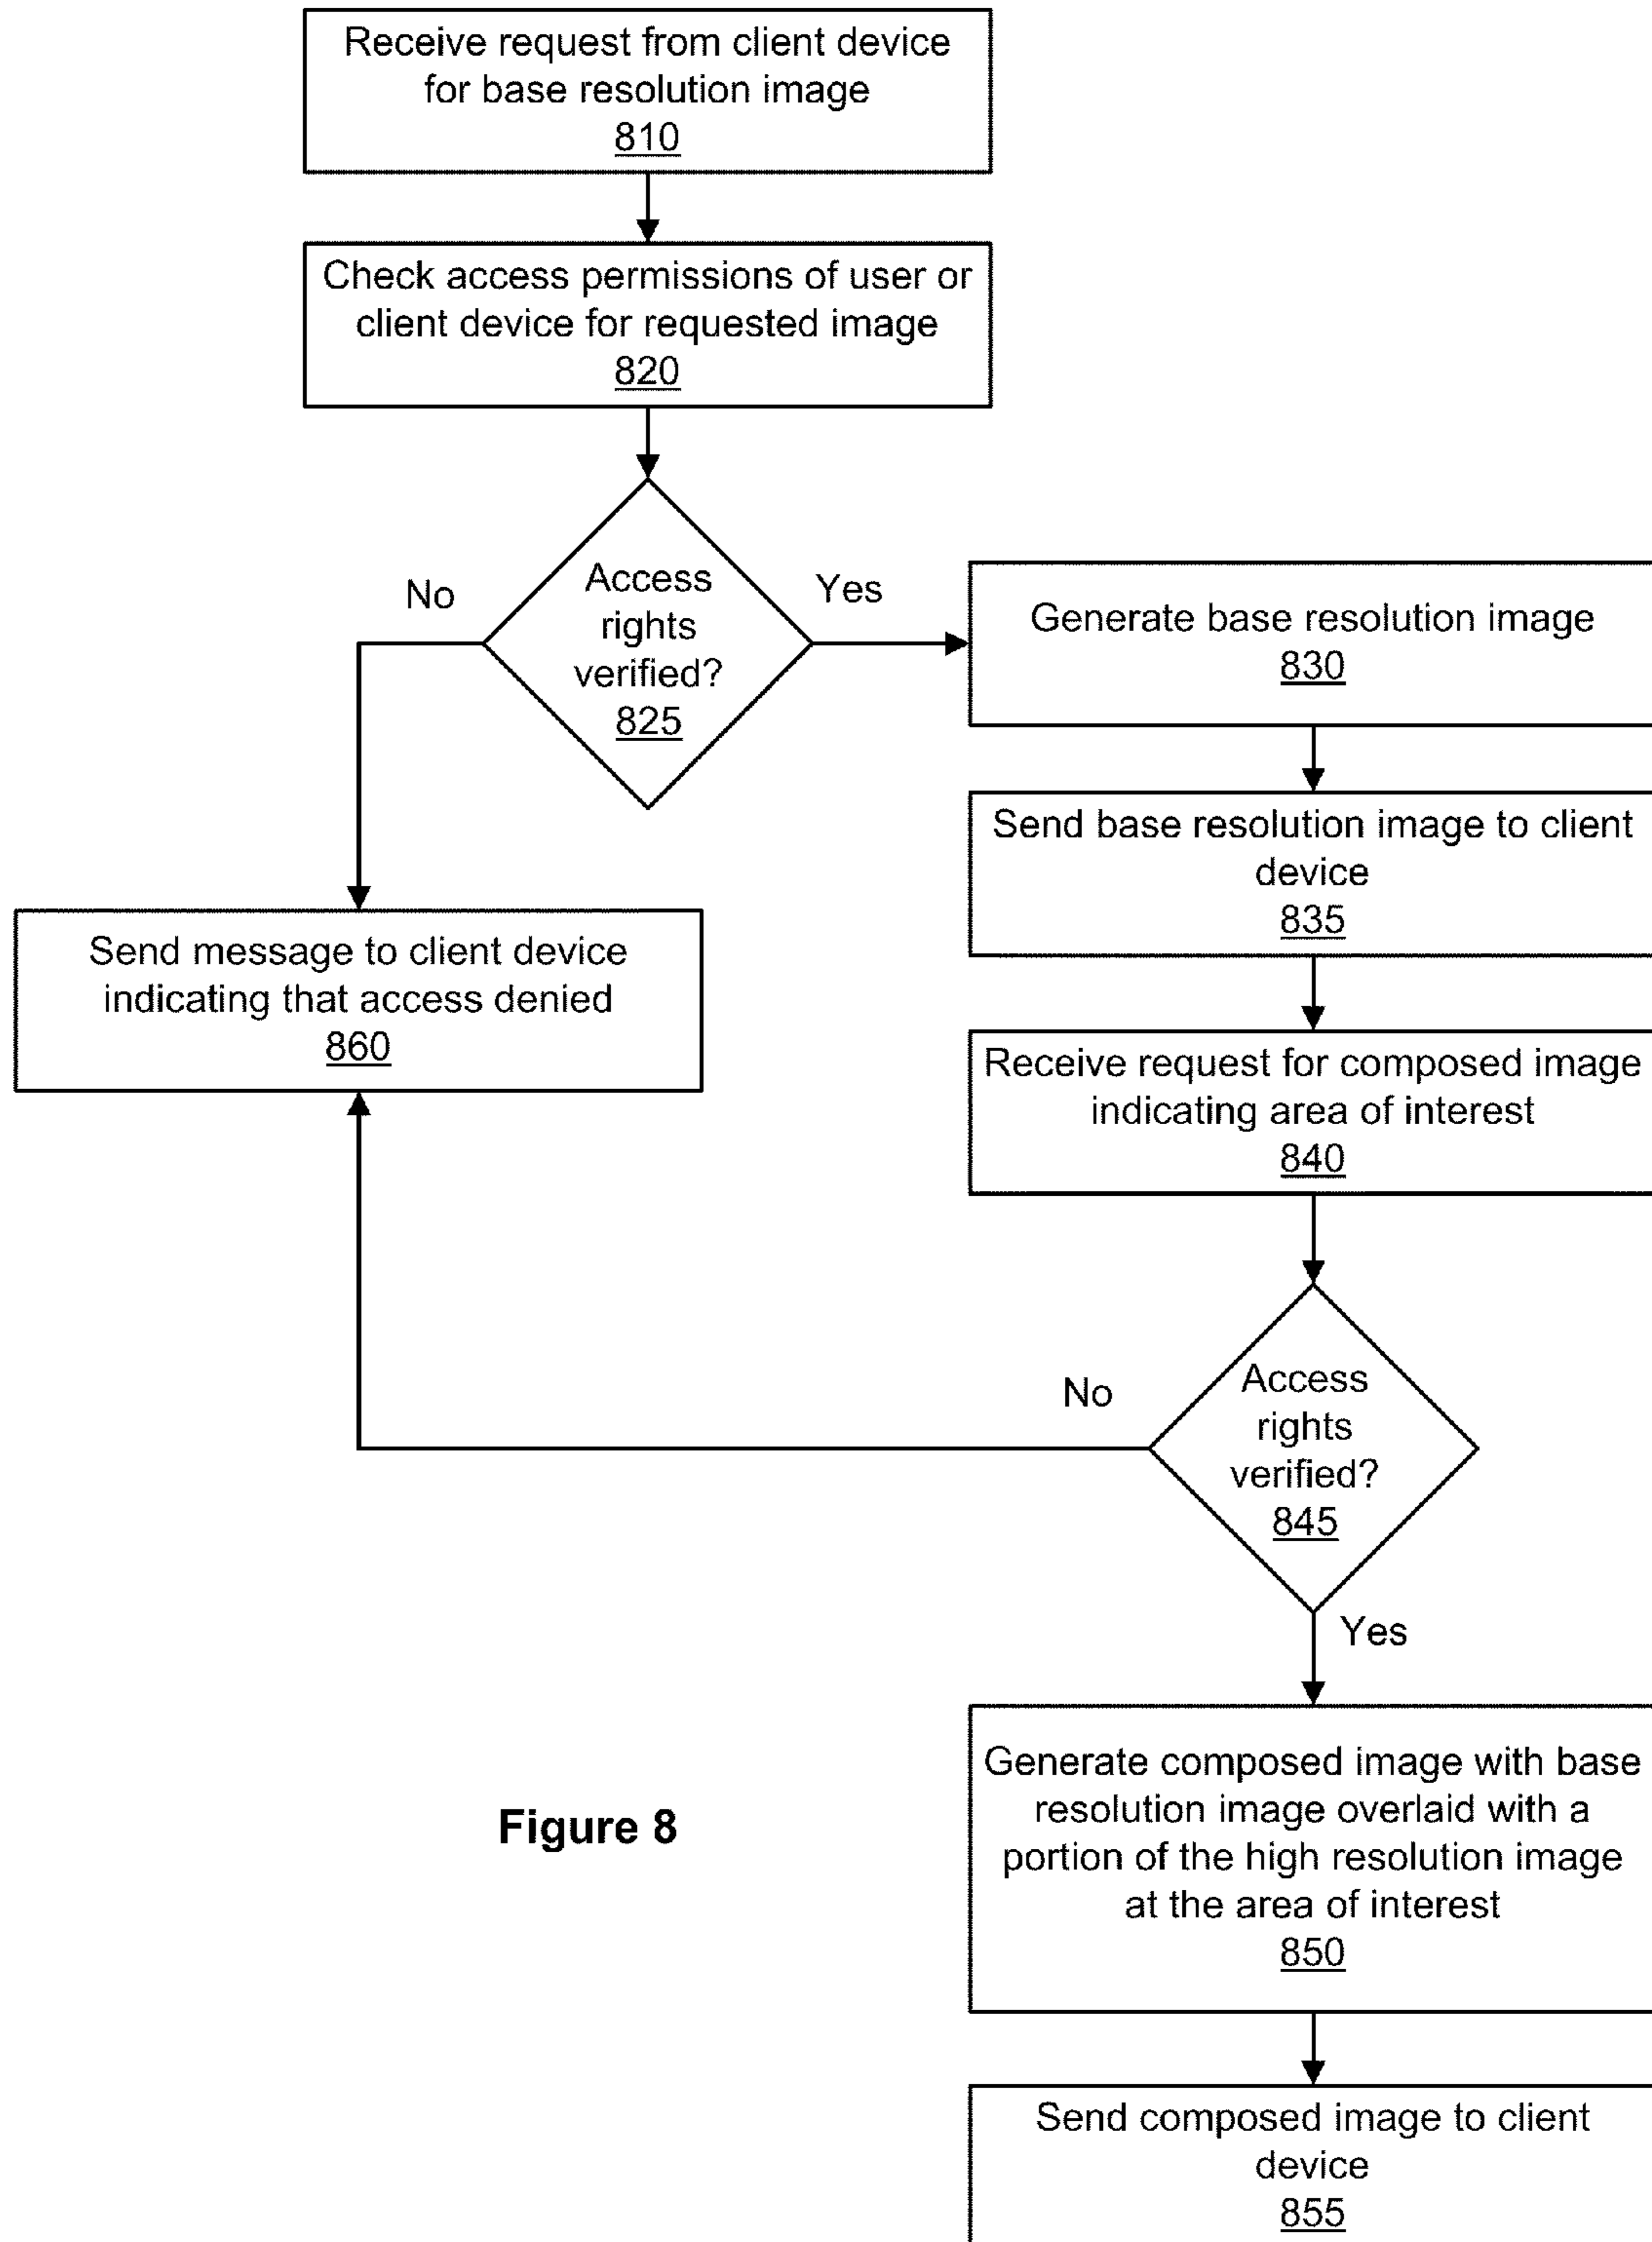 Receive request from client device
for base resolution image
810
Check access permissions of user or
client device for requested image
820
Access
rights
verified?
825
No
Yes
Generate base resolution image
830
Send base resolution image to client
device
835
Send message to client device
indicating that access denied
860
Receive request for composed image
indicating area of interest
840
Access
rights
verified?
845
No
Yes
Generate composed image with base
resolution image overlaid with a
portion of the high resolution image
at the area of interest
850
Figure 8
Send composed image to client
device
855